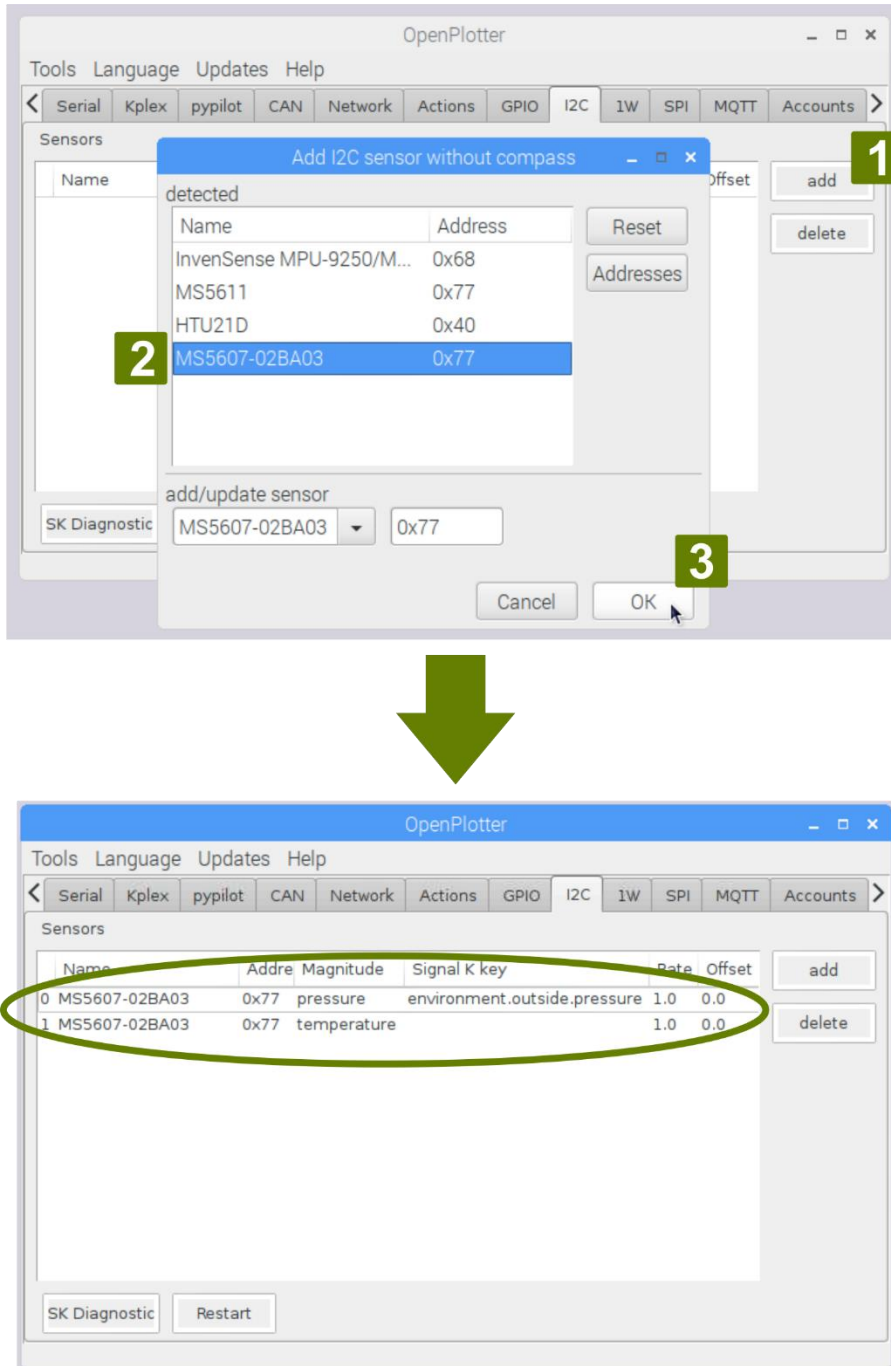 OpenPlotter
Tools Language Updates Help
Serial Kplex pypilot CAN Network Actions GPIO I2C 1W SPI MQTT Accounts
Sensors
1
Add I2C sensor without compass
Name
Offset
add
detected
Name Address
Reset
delete
InvenSense MPU-9250/M... 0x68
Addresses
MS5611 0x77
HTU21D 0x40
2
MS5607-02BA03 0x77
add/update sensor
SK Diagnostic
MS5607-02BA03 0x77
3
Cancel OK
OpenPlotter
Tools Language Updates Help
Serial Kplex pypilot CAN Network Actions GPIO I2C 1W SPI MQTT Accounts
Sensors
Name Addre Magnitude Signal K key Rate Offset
add
0 MS5607-02BA03 0x77 pressure environment.outside.pressure 1.0 0.0
1 MS5607-02BA03 0x77 temperature 1.0 0.0
delete
SK Diagnostic Restart